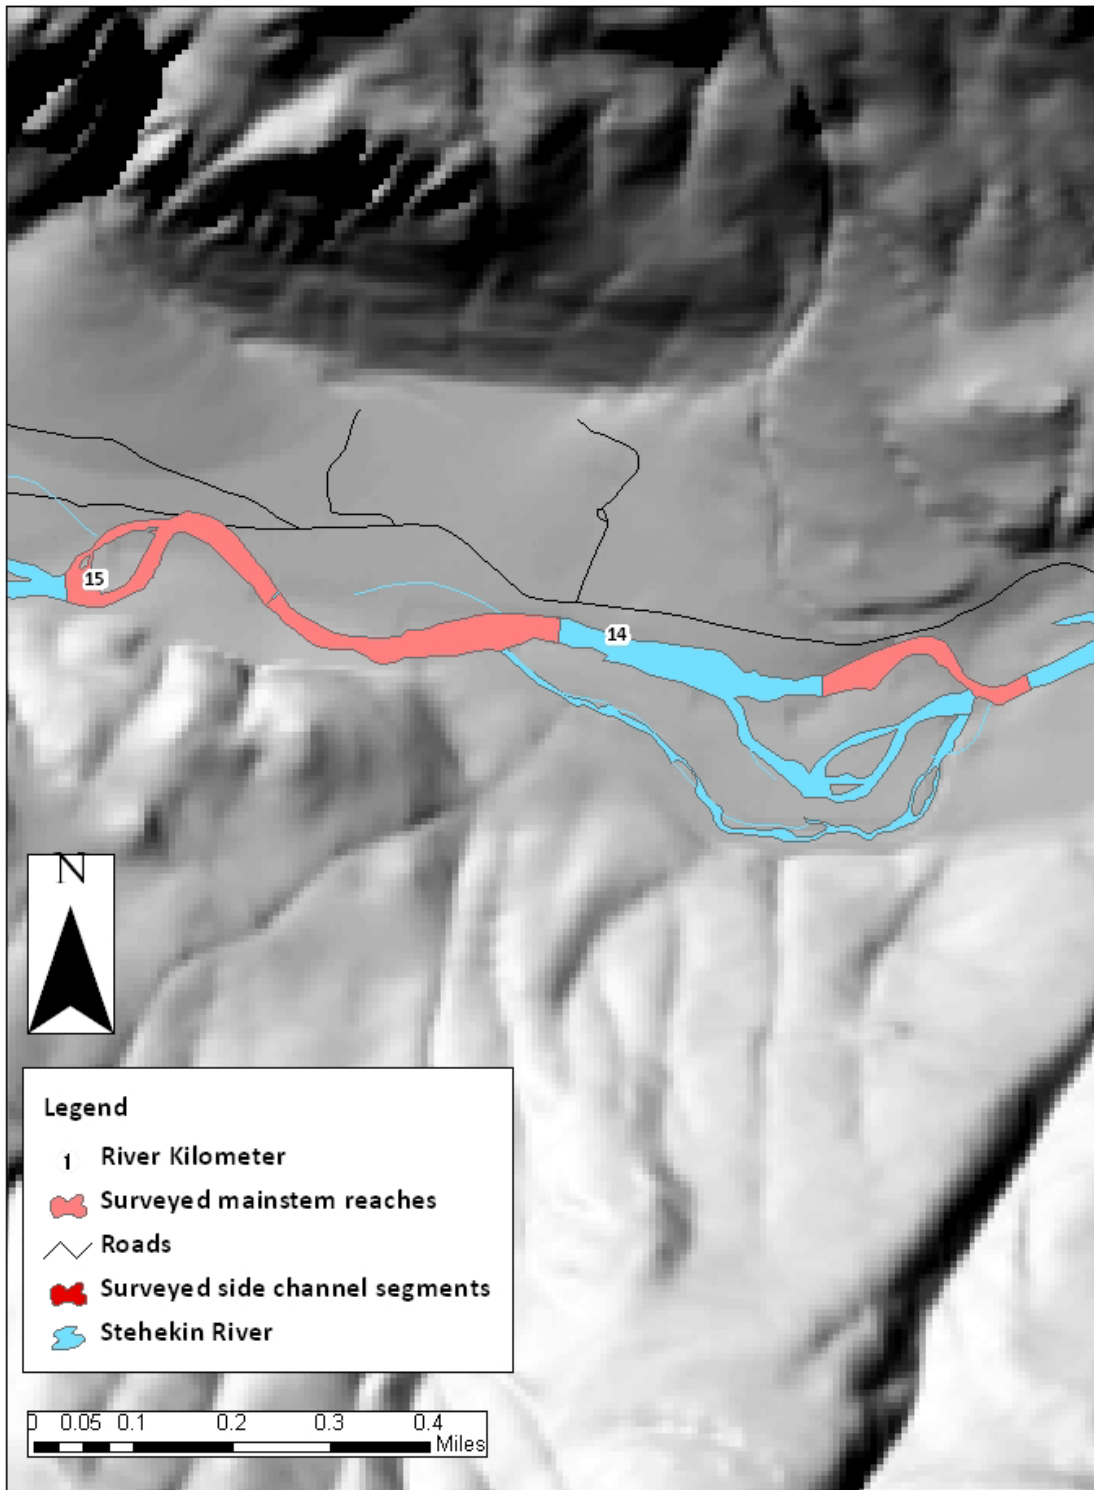 15
14
N
Legend
1 River Kilometer
Surveyed mainstem reaches
Roads
Surveyed side channel segments
Stehekin River
0 0.05 0.1 0.2 0.3 0.4
Miles